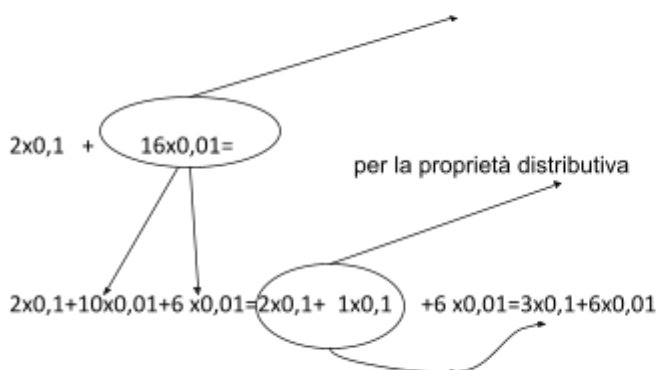 2x0,1 + 16x0,01=
per la proprietà distributiva
2x0,1+10x0,01+6 x0,01=2x0,1+ 1x0,1 +6 x0,01=3x0,1+6x0,01